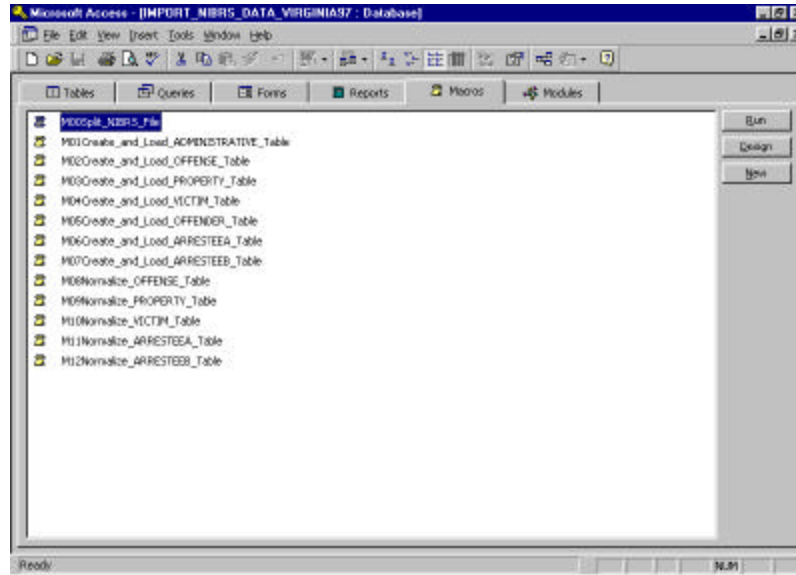 Microsoft Access - [IMPORT_NIBRS_DATA_VIRGINIA97 : Database]
File Edit View Insert Tools Window Help
Tables Queries Forms Reports Macros Modules
M00Split_NIBRS_File
M01Create_and_Load_ADMINISTRATIVE_Table
M02Create_and_Load_OFFENSE_Table
M03Create_and_Load_PROPERTY_Table
M04Create_and_Load_VICTIM_Table
M05Create_and_Load_OFFENDER_Table
M06Create_and_Load_ARRESTEEA_Table
M07Create_and_Load_ARRESTEEB_Table
M08Normalize_OFFENSE_Table
M09Normalize_PROPERTY_Table
M10Normalize_VICTIM_Table
M11Normalize_ARRESTEEA_Table
M12Normalize_ARRESTEEB_Table
Run
Design
New
Ready NUM